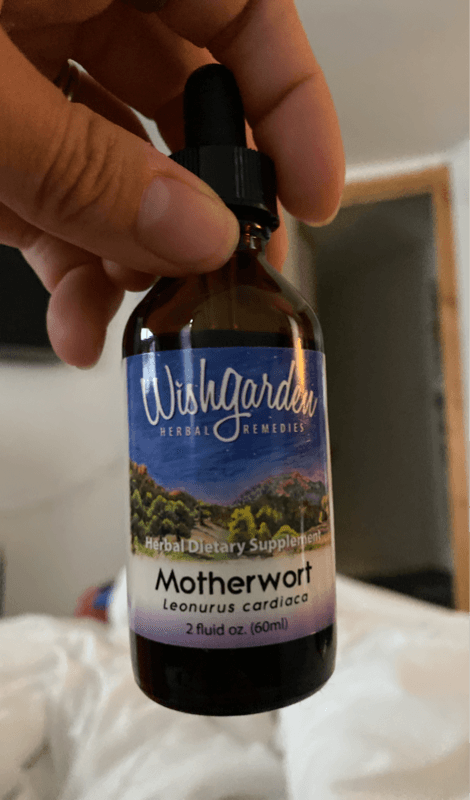 Wishgarden
HERBAL REMEDIES
Herbal Dietary Supplement
Motherwort
Leonurus cardiaca
2 fluid oz. (60ml)